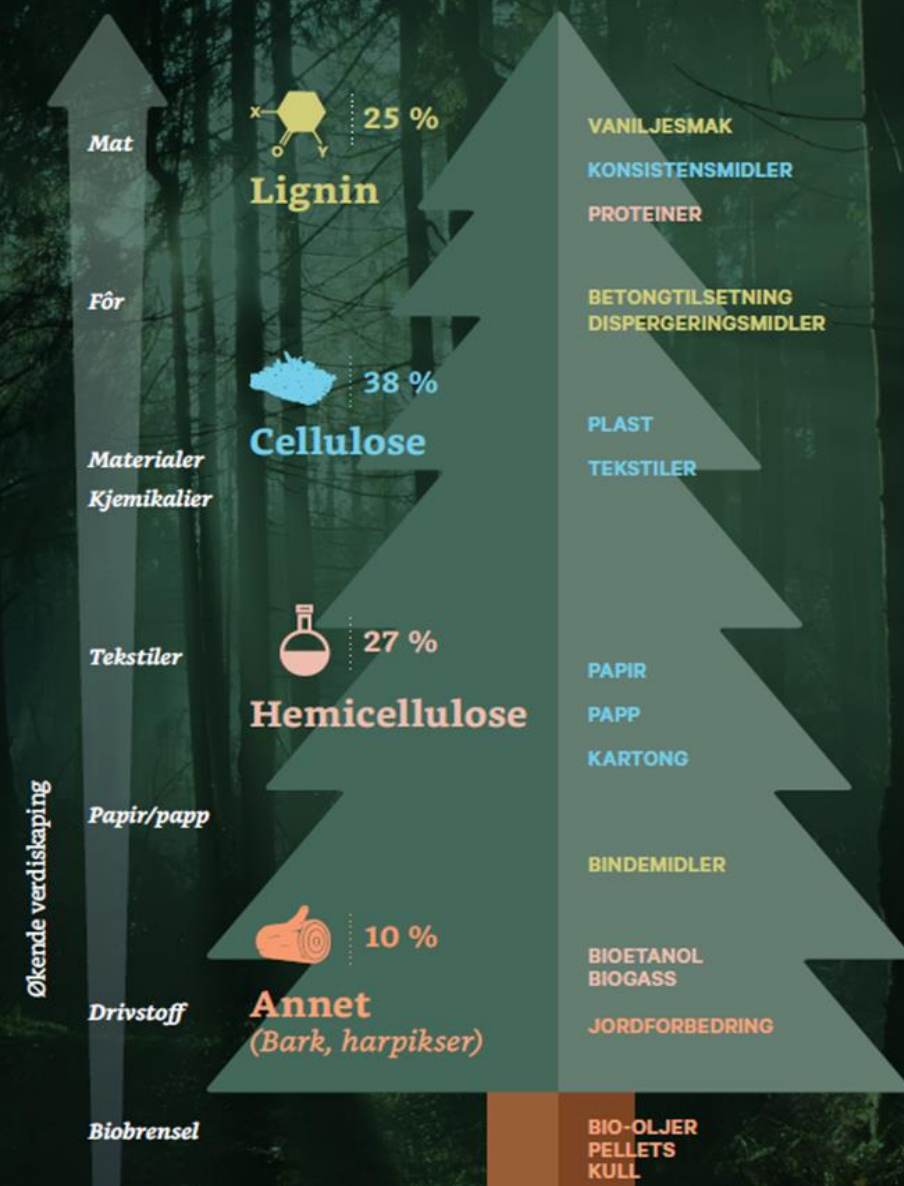 Økende verdiskaping
Mat
Fôr
Materialer
Kjemikalier
Tekstiler
Papir/papp
Drivstoff
Biobrensel
X
O
Y
25 %
Lignin
38 %
Cellulose
27 %
Hemicellulose
10 %
Annet
(Bark, harpikser)
VANILJESMAK
KONSISTENSMIDLER
PROTEINER
BETONGTILSETNING
DISPERGERINGSMIDLER
PLAST
TEKSTILER
PAPIR
PAPP
KARTONG
BINDEMIDLER
BIOETANOL
BIOGASS
JORDFORBEDRING
BIO-OLJER
PELLETS
KULL